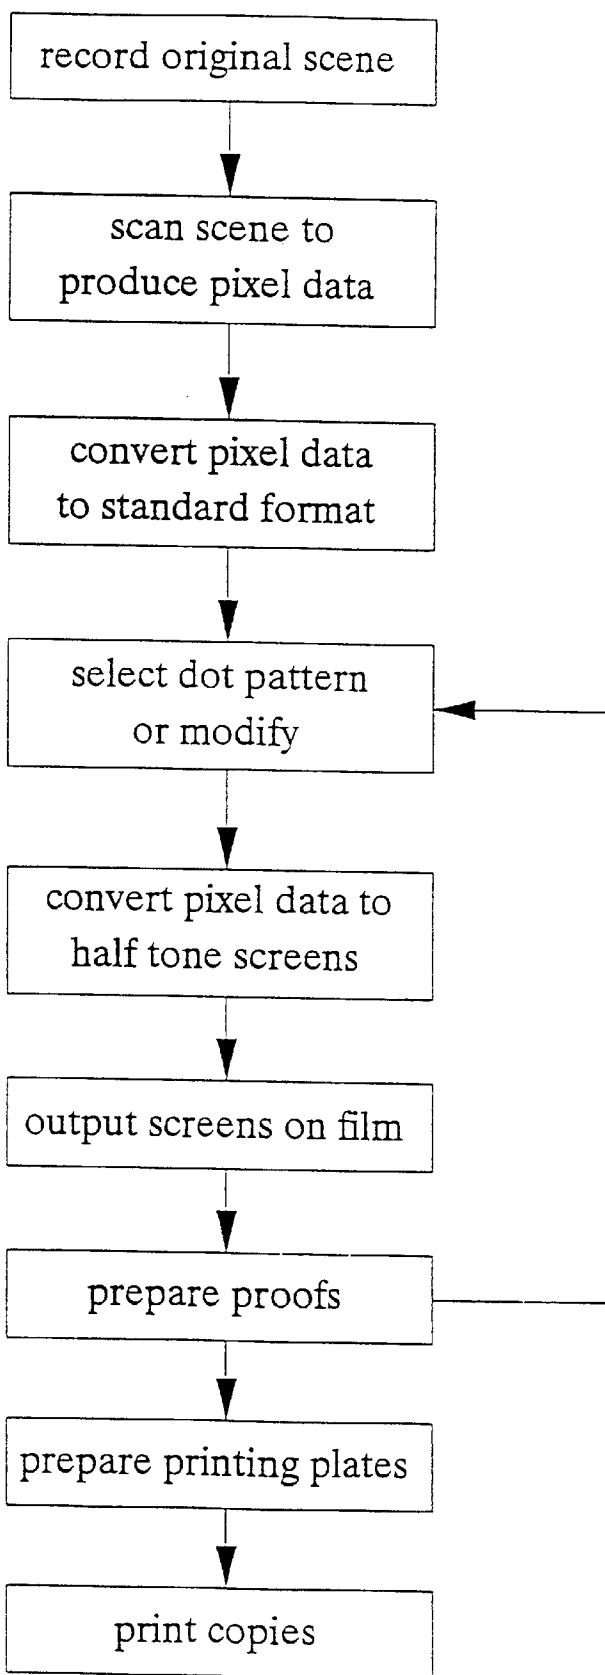 record original scene
scan scene to
produce pixel data
convert pixel data
to standard format
select dot pattern
or modify
convert pixel data to
half tone screens
output screens on film
prepare proofs
prepare printing plates
print copies